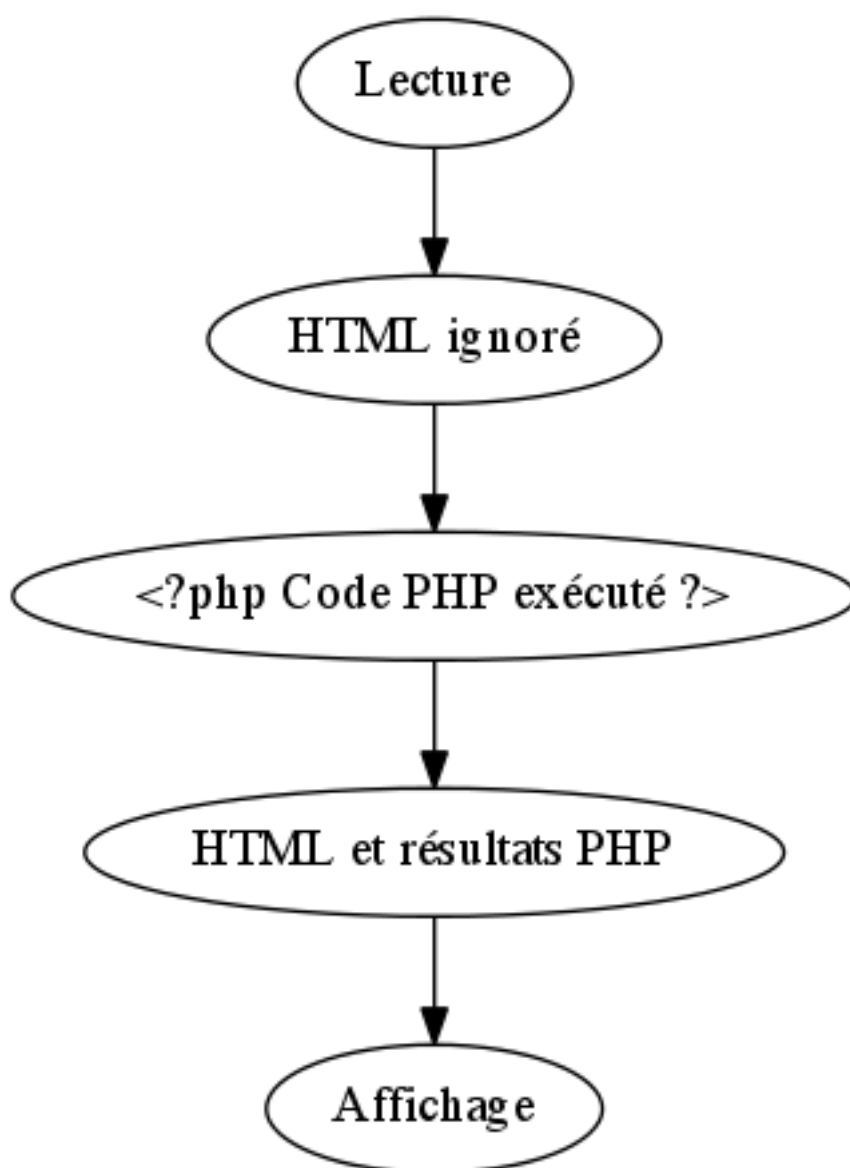 Lecture
HTML ignoré
<?php Code PHP exécuté ?>
HTML et résultats PHP
Affichage